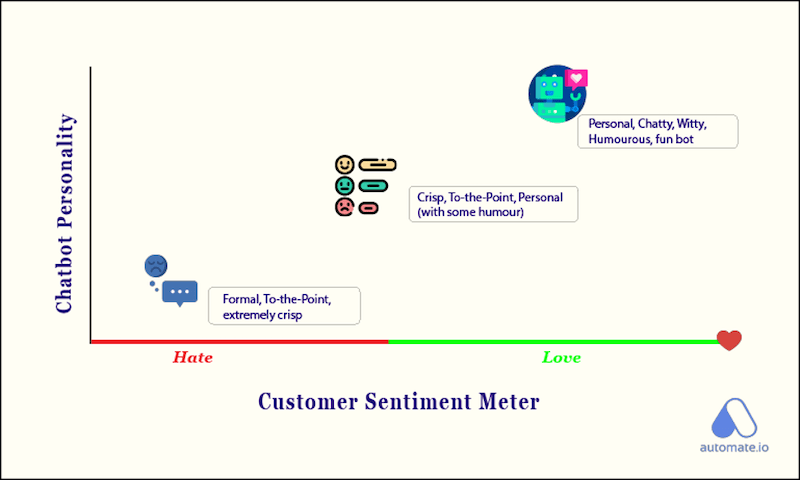 Chatbot Personality
Personal, Chatty, Witty,
Humourous, fun bot
Crisp, To-the-Point, Personal
(with some humour)
Formal, To-the-Point,
extremely crisp
Hate
Love
Customer Sentiment Meter
automate.io